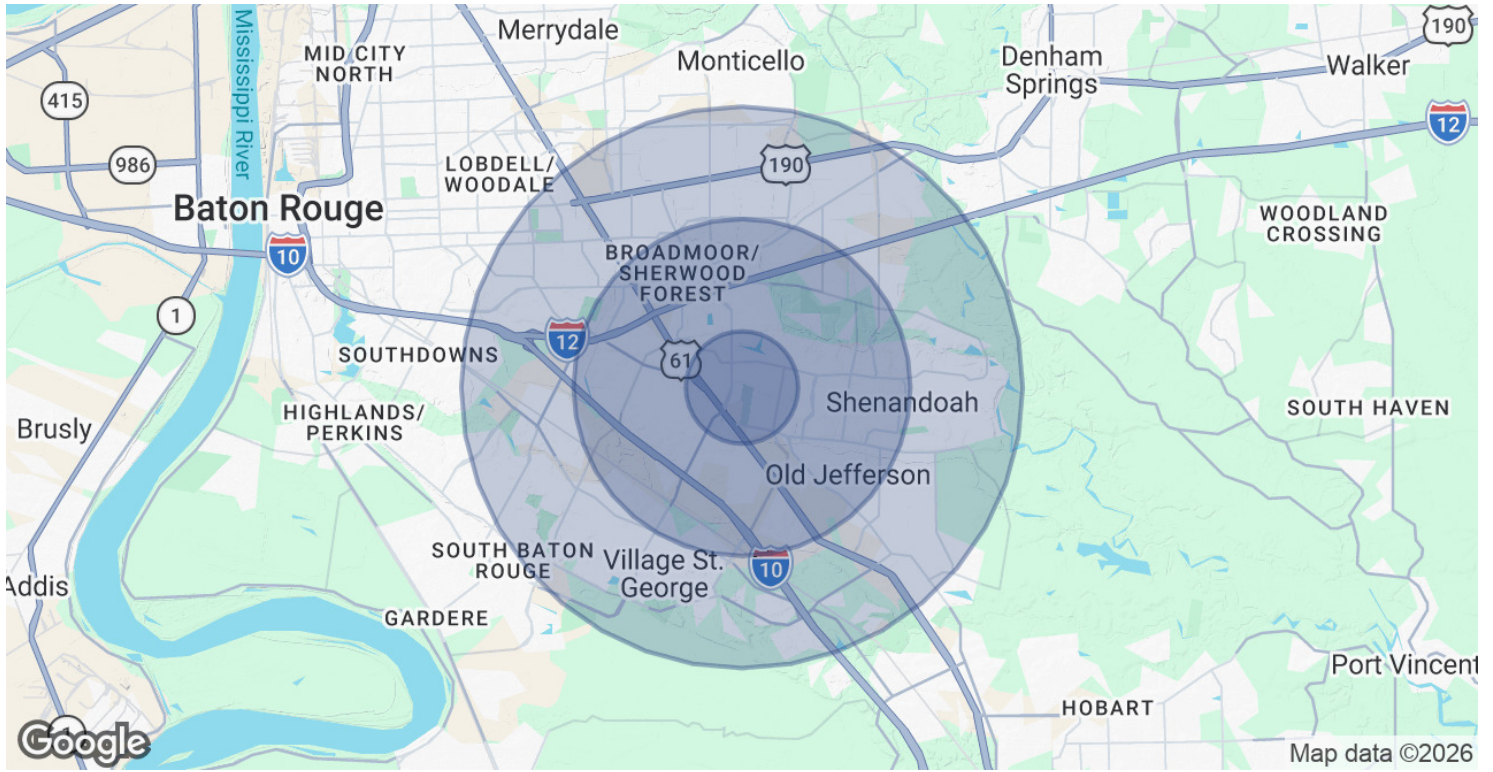 Merrydale
190
MID CITY
NORTH
Monticello
Denham
Springs
Walker
415
Mississippi River
12
986
LOBDELL/
WOODALE
190
Baton Rouge
WOODLAND
CROSSING
10
BROADMOOR/
SHERWOOD
FOREST
1
12
SOUTHDOWNS
61
Shenandoah
SOUTH HAVEN
HIGHLANDS/
PERKINS
Brusly
Old Jefferson
SOUTH BATON
ROUGE
Village St.
George
10
Addis
GARDERE
Port Vincent
HOBART
Google
Map data ©2026